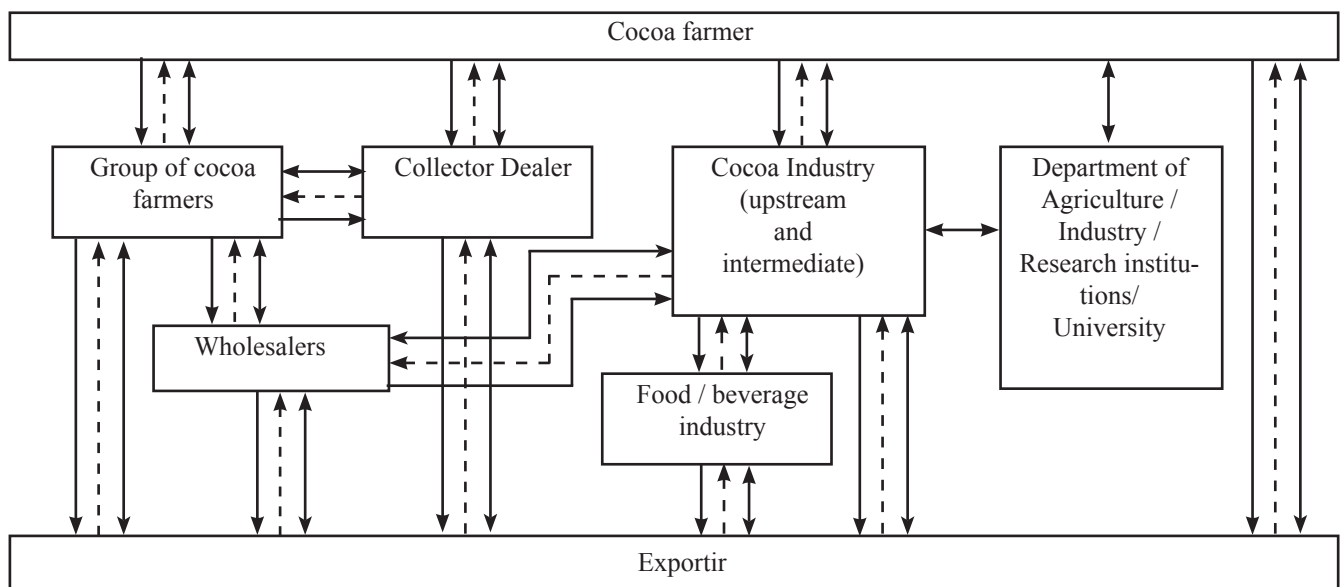 Cocoa farmer
Group of cocoa
farmers
Collector Dealer
Cocoa Industry
(upstream
and
intermediate)
Department of
Agriculture /
Industry /
Research institu-
tions/
University
Wholesalers
Food / beverage
industry
Exportir